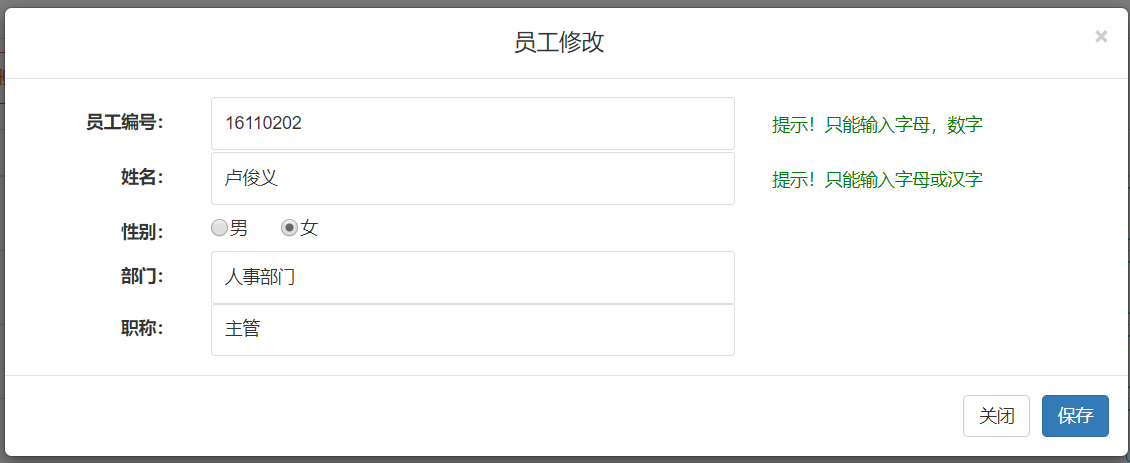 员工修改
×
员工编号：
16110202
提示！只能输入字母，数字
姓名：
卢俊义
提示！只能输入字母或汉字
性别：
男 女
部门：
人事部门
职称：
主管
关闭 保存